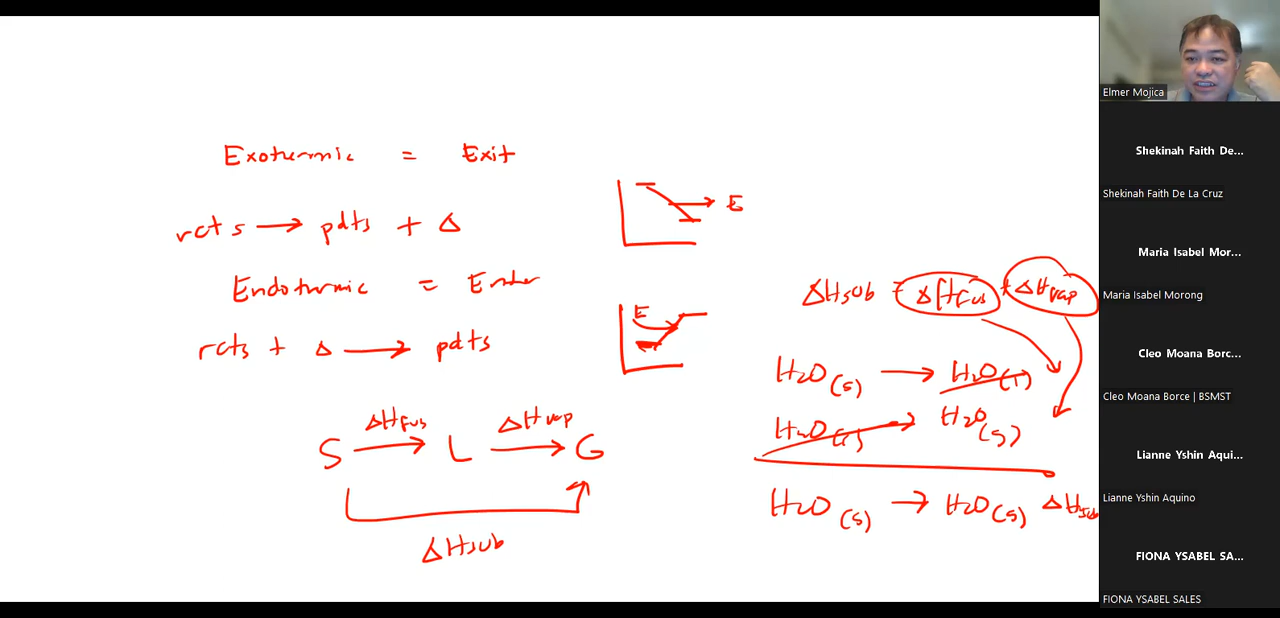 Exothermic = Exit
rcts → pdts + Δ
Endothermic = Enter
rcts + Δ → pdts
E
E
S ΔHfus → L ΔHvap → G
ΔHsub
ΔHsub = ΔHfus + ΔHvap
H2O(s) → H2O(l)
H2O(l) → H2O(g)
H2O(s) → H2O(g) ΔHsub
Elmer Mojica
Shekinah Faith De...
Shekinah Faith De La Cruz
Maria Isabel Mor...
Maria Isabel Morong
Cleo Moana Borc...
Cleo Moana Borce | BSMST
Lianne Yshin Aqui...
Lianne Yshin Aquino
FIONA YSABEL SA...
FIONA YSABEL SALES